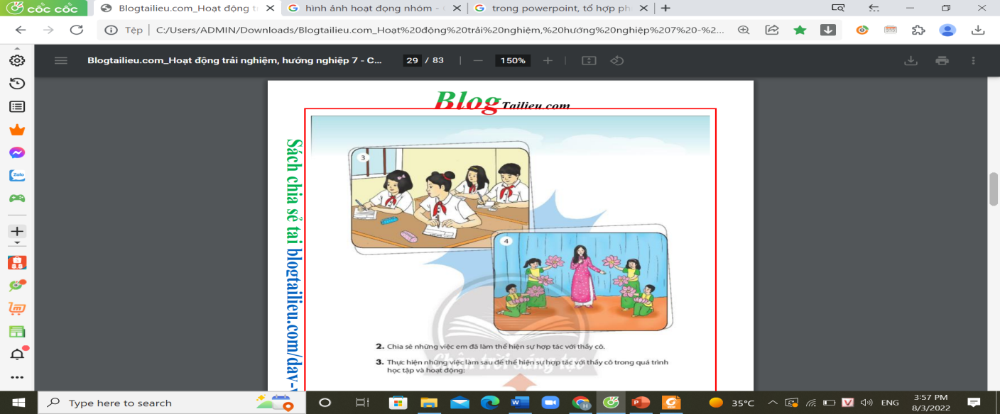 cốc cốc
Blogtailieu.com_Hoạt động tr
hình ảnh hoạt đọng nhóm -
trong powerpoint, tổ hợp ph
Tệp
C:/Users/ADMIN/Downloads/Blogtailieu.com_Hoạt%20động%20trải%20nghiệm,%20hướng%20nghiệp%207%20-%2...
Blogtailieu.com_Hoạt động trải nghiệm, hướng nghiệp 7 - C...
29 / 83
150%
Blog Tailieu.com
Sách chia sẻ tại blogtailieu.com/day-
Zalo
8.8
3
4
Chân trời sáng tạo
2. Chia sẻ những việc em đã làm thể hiện sự hợp tác với thầy cô.
3. Thực hiện những việc làm sau để thể hiện sự hợp tác với thầy cô trong quá trình
học tập và hoạt động:
Type here to search
35°C
ENG
3:57 PM
8/3/2022